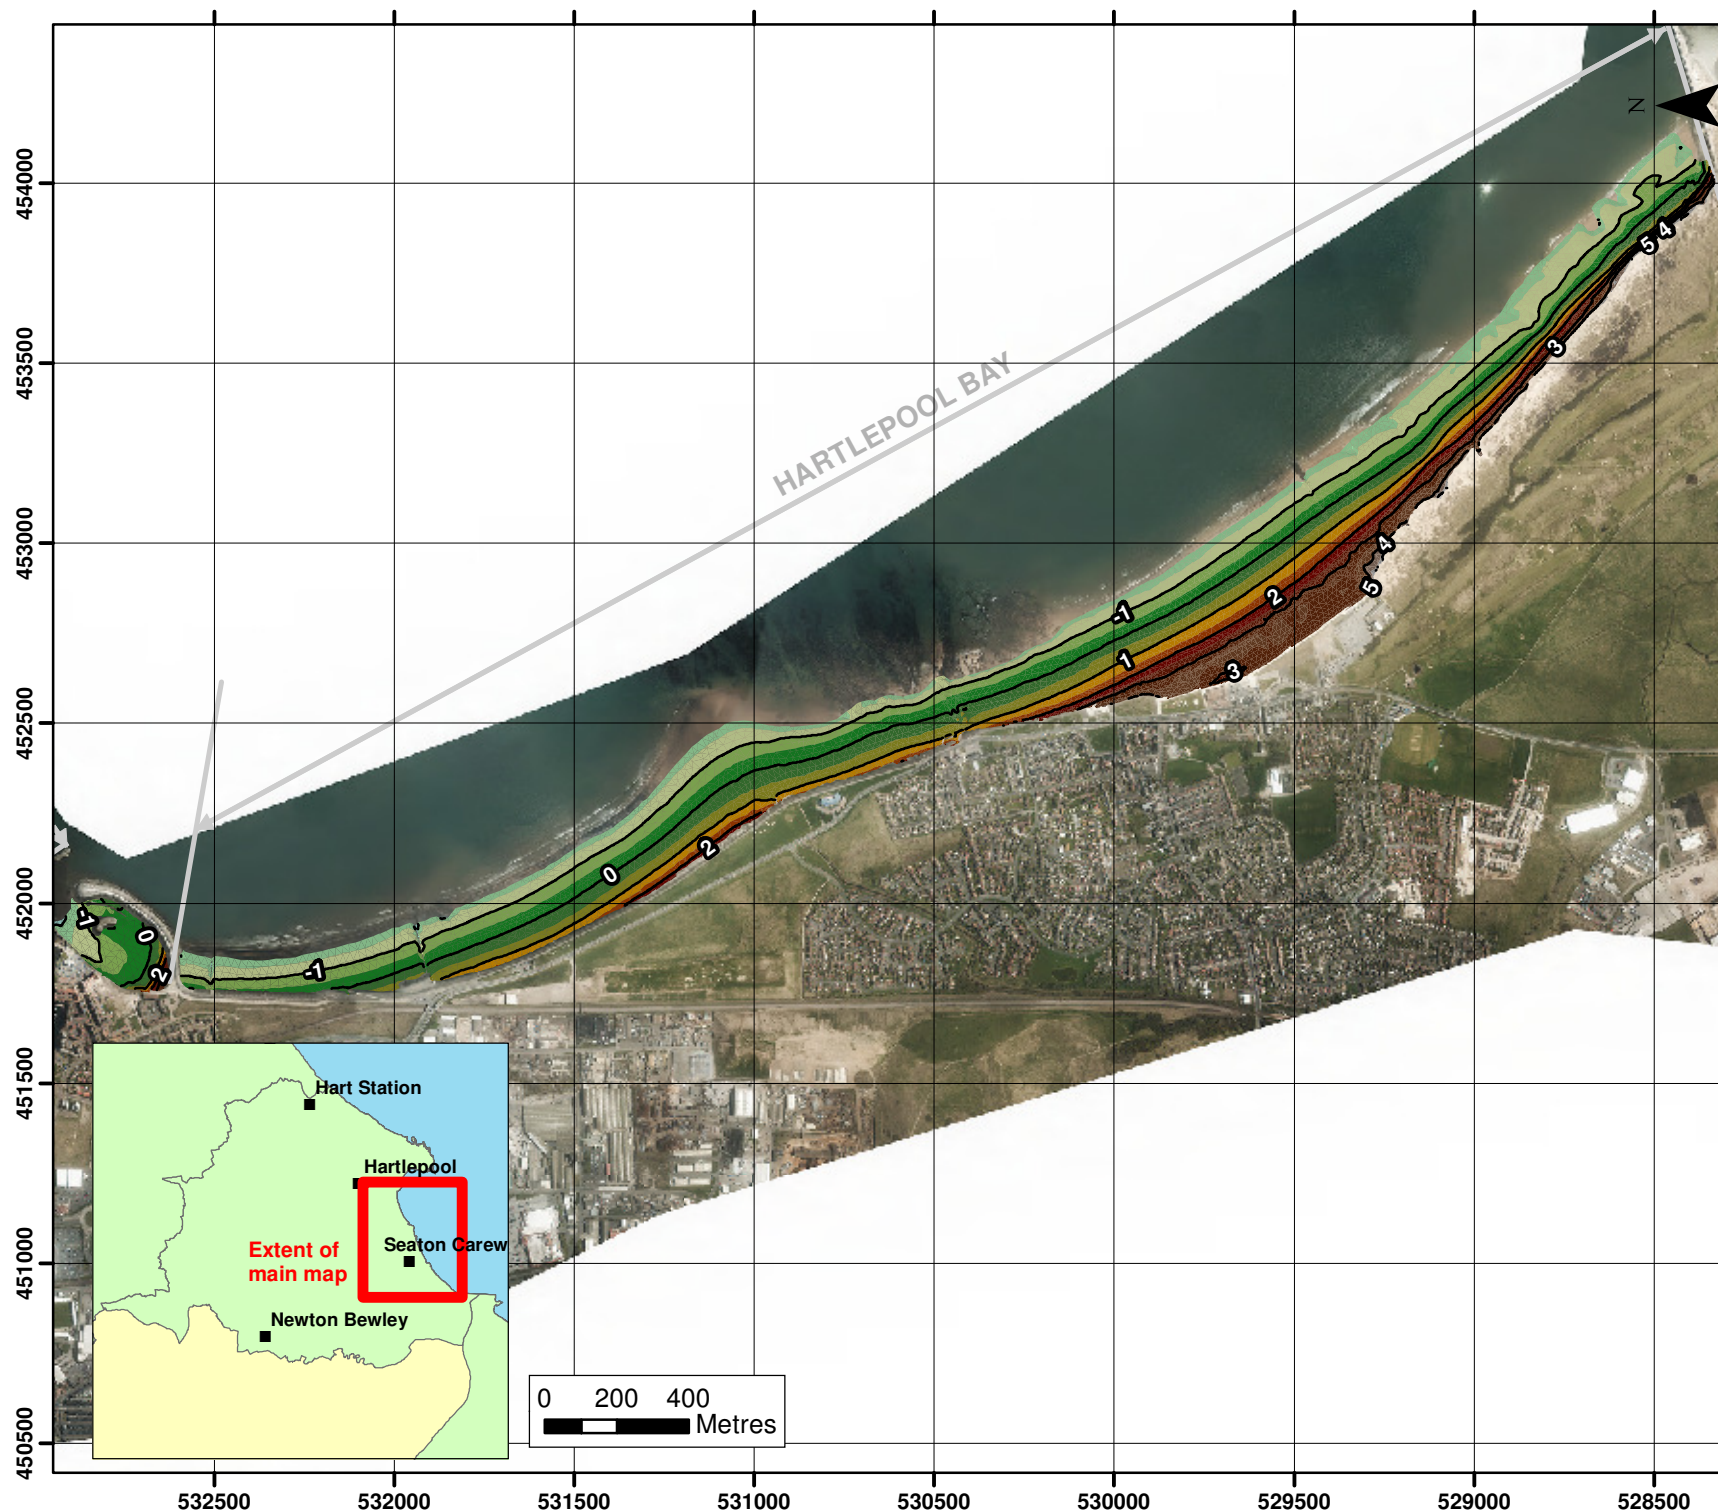 N
454000
453500
453000
452500
452000
451500
451000
450500
HARTLEPOOL BAY
4
5
3
4
5
2
3
-1
1
2
0
-1
-1
0
2
Hart Station
Hartlepool
Seaton Carew
Extent of
main map
Newton Bewley
0 200 400
Metres
532500 532000 531500 531000 530500 530000 529500 529000 528500